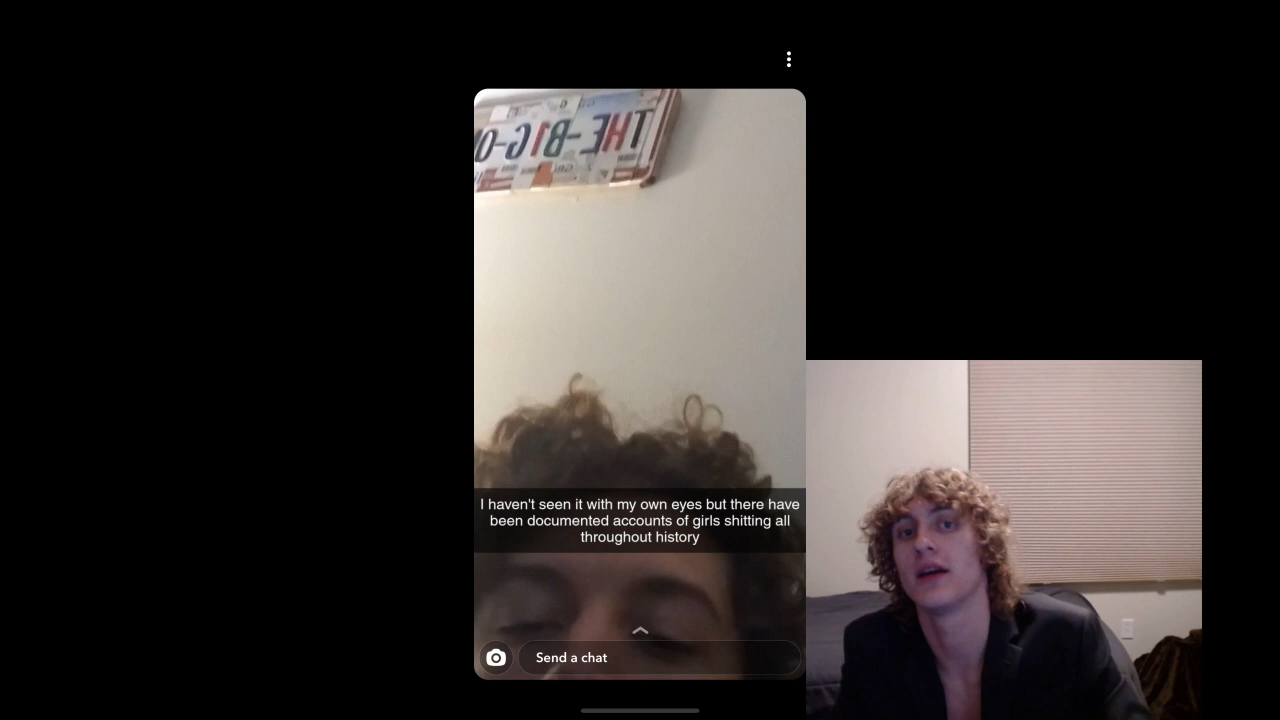 THE-B1G-O
I haven't seen it with my own eyes but there have
been documented accounts of girls shitting all
throughout history
Send a chat